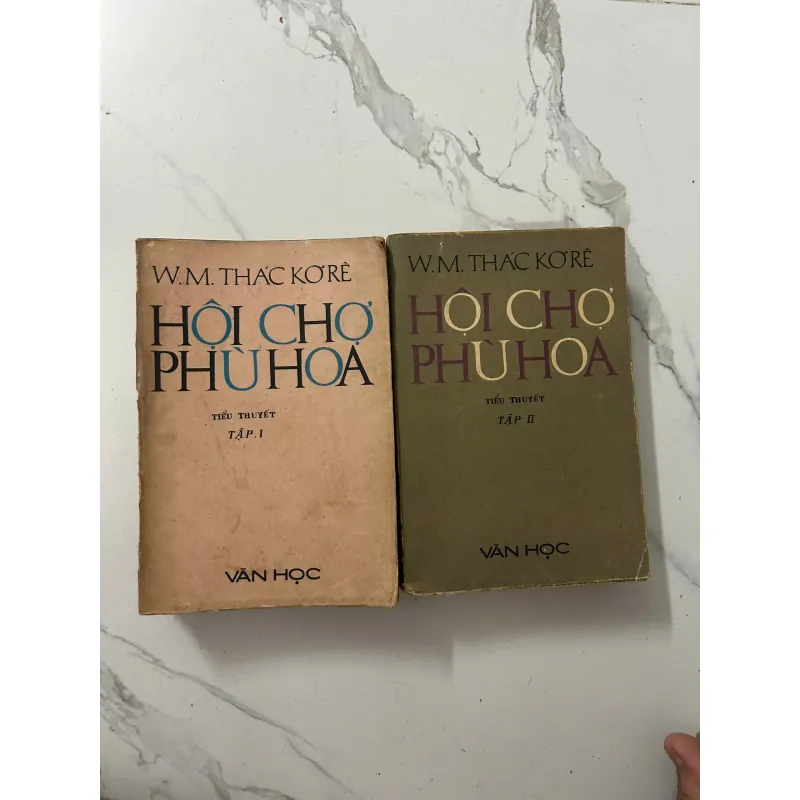 W.M. THÁC KƠ RÊ
HỘI CHỢ
PHÙ HOA
TIỂU THUYẾT
TẬP. I
VĂN HỌC
W.M. THÁC KƠ RÊ
HỘI CHỢ
PHÙ HOA
TIỂU THUYẾT
TẬP II
VĂN HỌC